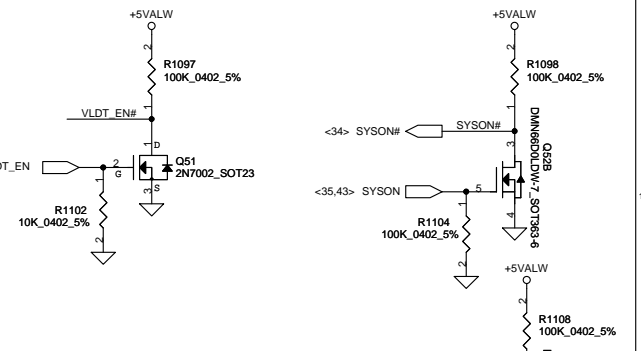 +5VALW
2
R1097
100K_0402_5%
1
VLDT_EN#
1
D
DT_EN
2
G
Q51
2N7002_SOT23
3
S
1
R1102
10K_0402_5%
2
+5VALW
2
R1098
100K_0402_5%
1
<34> SYSON#
SYSON#
3
Q52B
DMN66D0LDW-7_SOT363-6
<35,43> SYSON
5
4
1
R1104
100K_0402_5%
2
+5VALW
2
R1108
100K_0402_5%